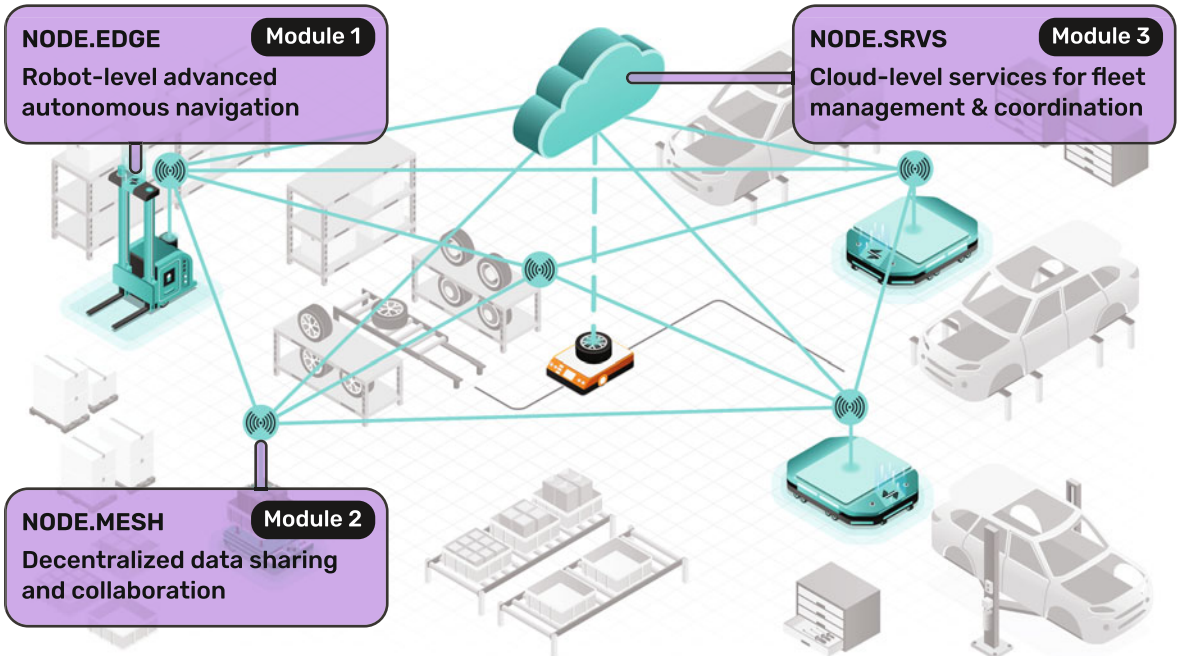 NODE.EDGE
Module 1
Robot-level advanced
autonomous navigation
NODE.SRVS
Module 3
Cloud-level services for fleet
management & coordination
NODE.MESH
Module 2
Decentralized data sharing
and collaboration